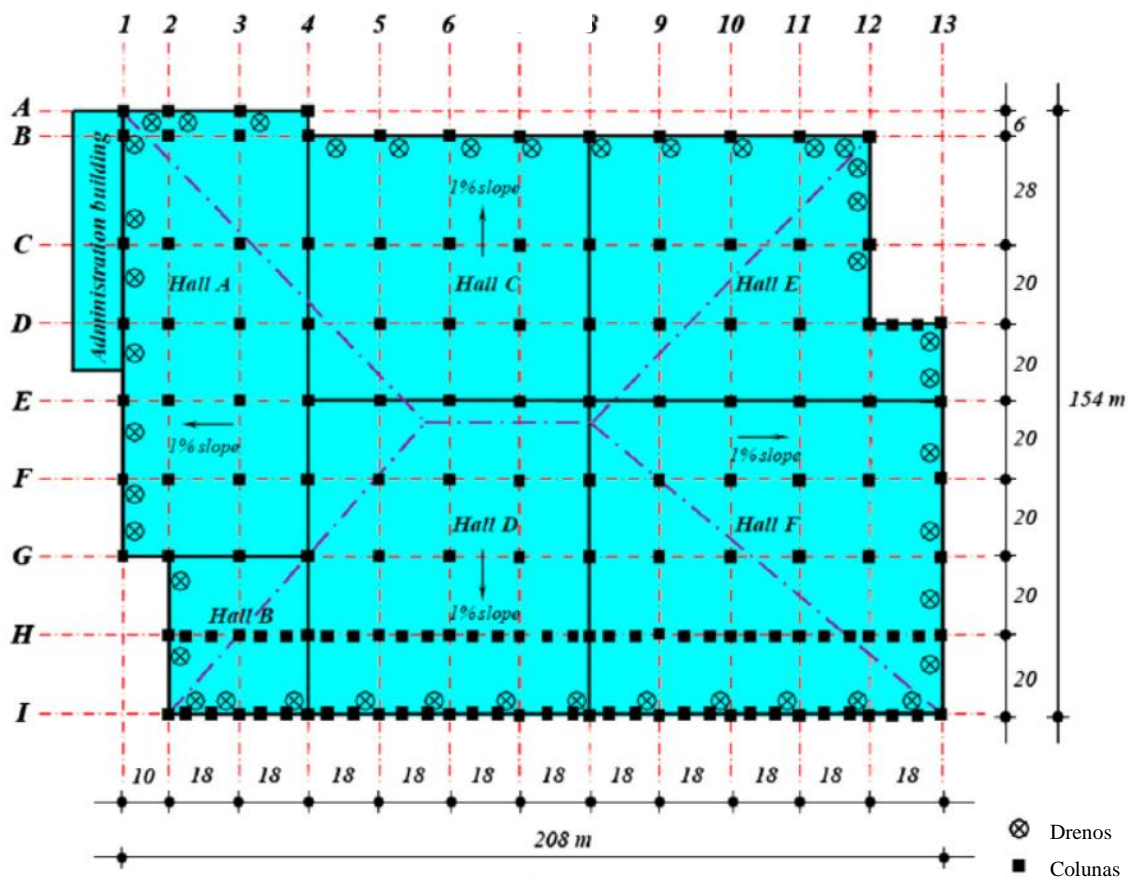 1 2 3 4 5 6 8 9 10 11 12 13
A
B
C
D
E
F
G
H
I
Administration building
1% slope
Hall A
Hall C
Hall E
1% slope
1% slope
Hall D
Hall F
1% slope
Hall B
6
28
20
20
20
20
20
20
154 m
10 18 18 18 18 18 18 18 18 18 18 18
208 m
Drenos
Colunas